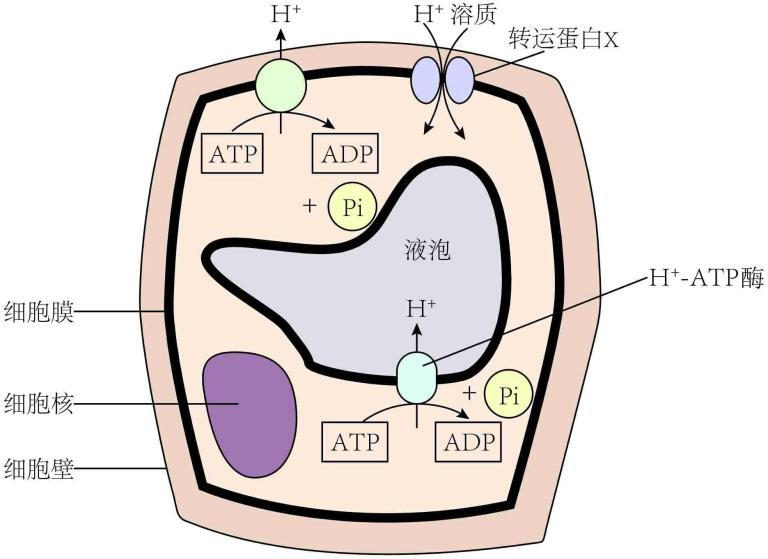 H⁺
H⁺ 溶质
转运蛋白X
ATP
ADP
+ Pi
液泡
H⁺-ATP酶
H⁺
细胞膜
细胞核
+ Pi
ATP
ADP
细胞壁